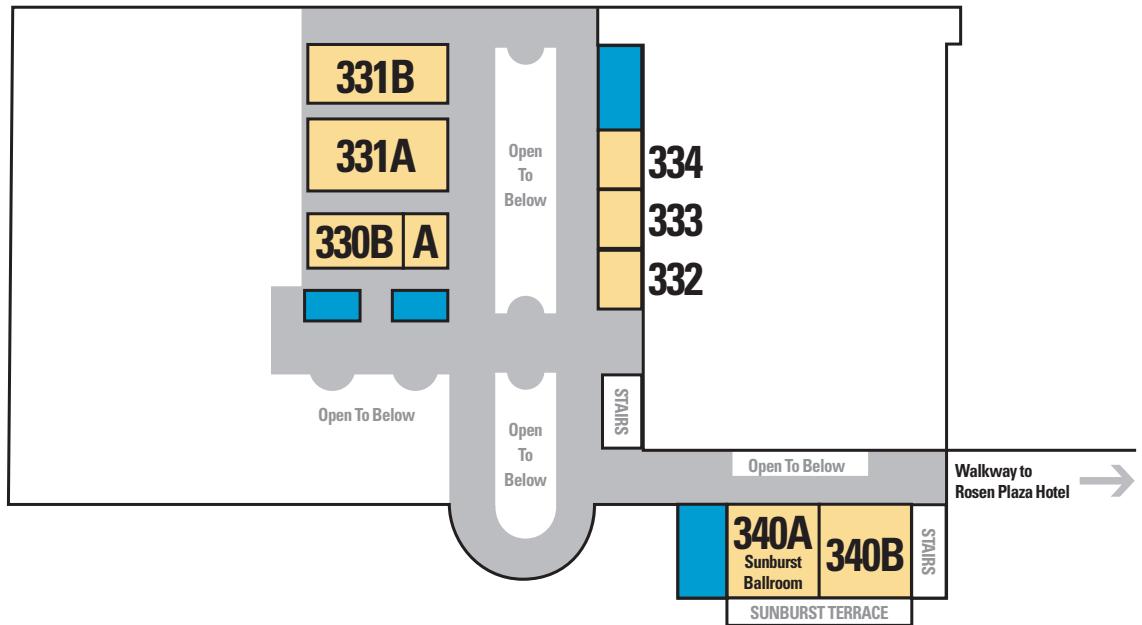 331B
331A
330B
A
Open
To
Below
334
333
332
Open To Below
STAIRS
Open
To
Below
Open To Below
Walkway to
Rosen Plaza Hotel
340A
Sunburst
Ballroom
340B
STAIRS
SUNBURST TERRACE